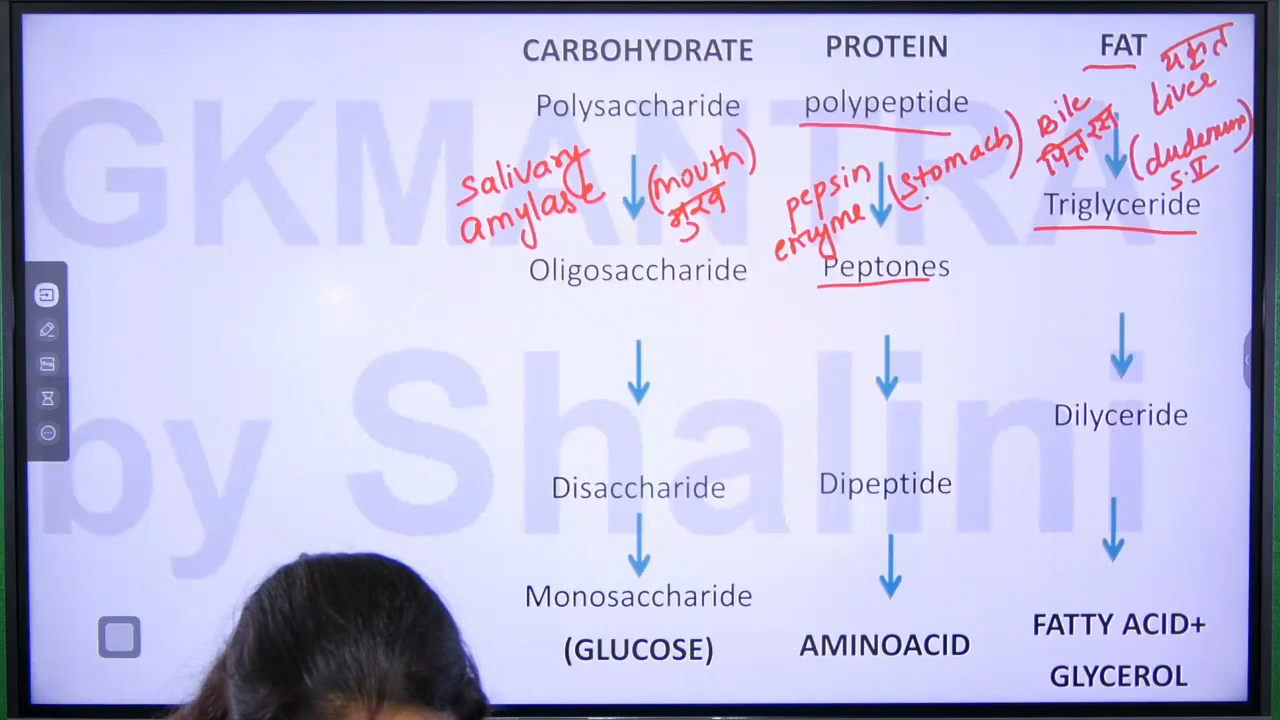 GKMANTRA
by Shalini
CARBOHYDRATE
Polysaccharide
salivary
amylase
(mouth)
मुख
Oligosaccharide
Disaccharide
Monosaccharide
(GLUCOSE)
PROTEIN
polypeptide
pepsin
enzyme
(stomach)
Peptones
Dipeptide
AMINOACID
FAT
यकृत
Liver
Bile
पित्तरस
(dudenum)
S.I
Triglyceride
Dilyceride
FATTY ACID+
GLYCEROL